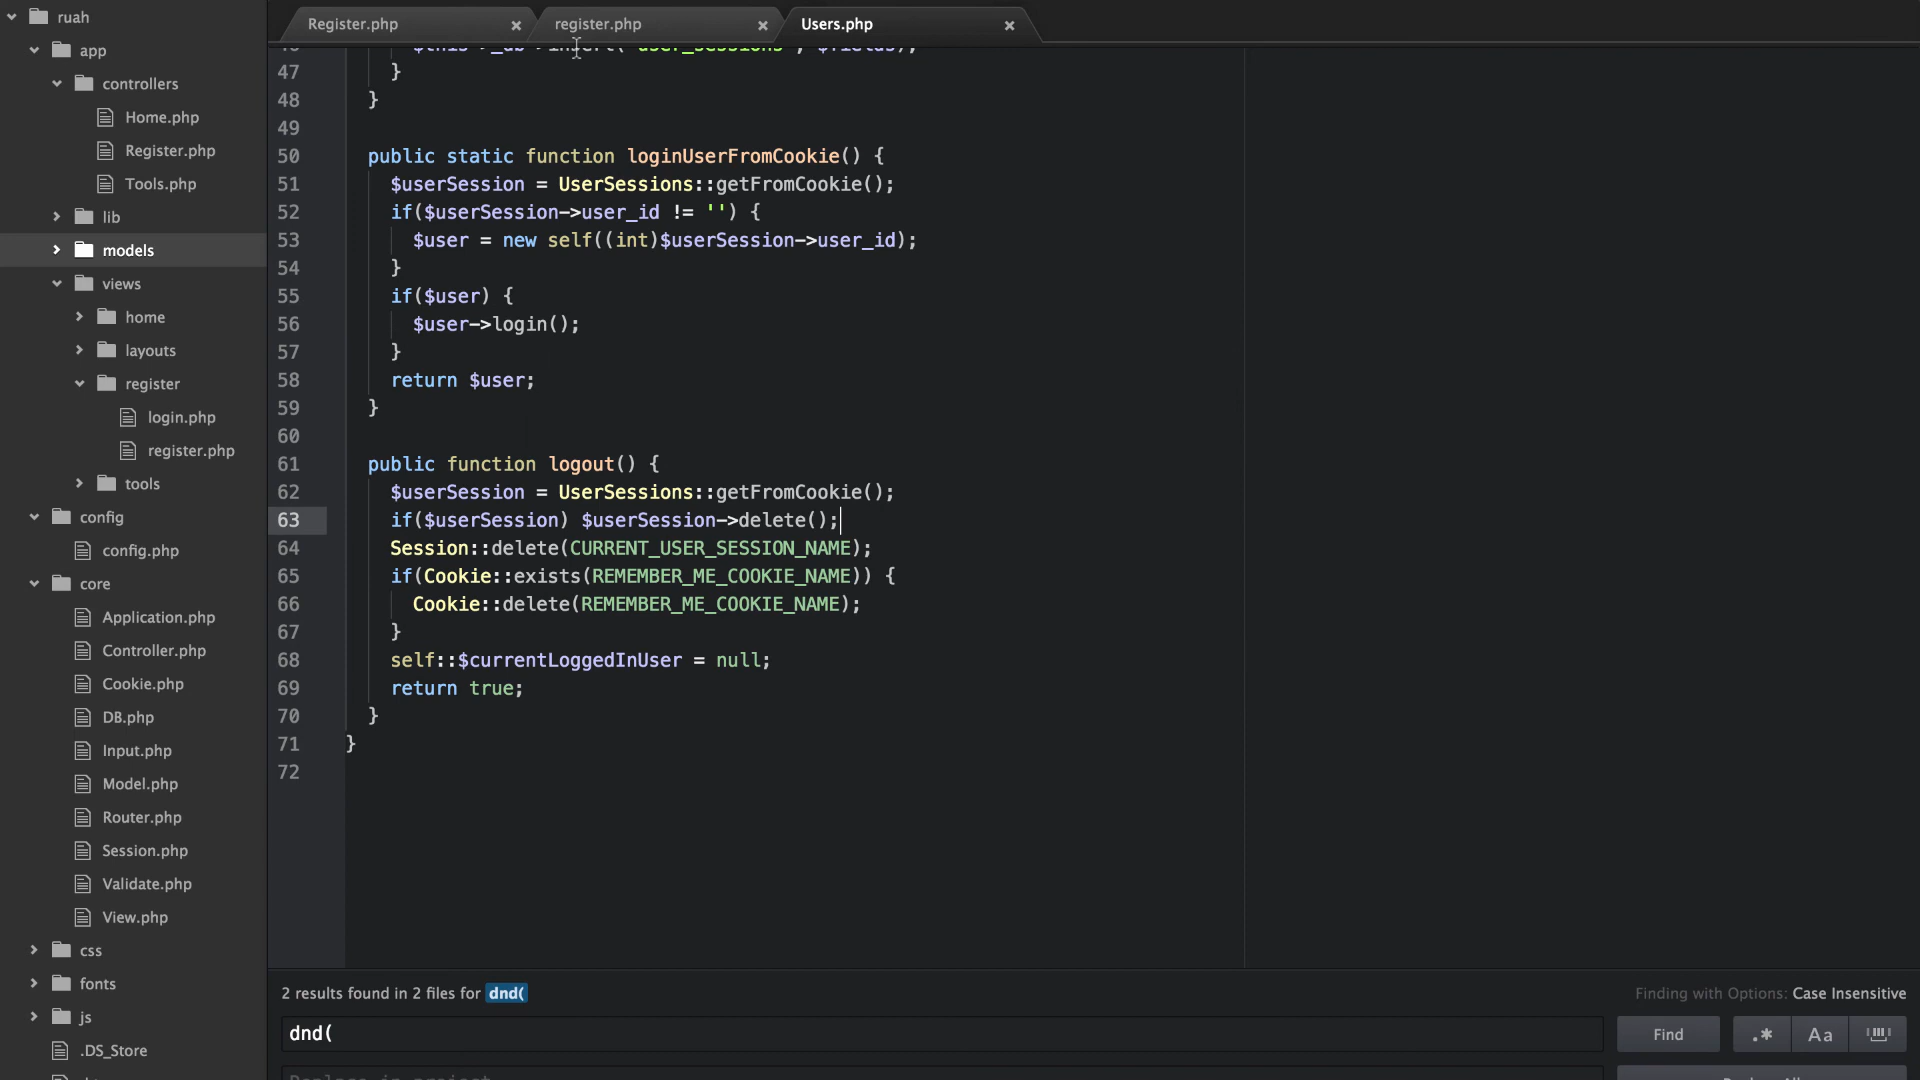 ruah
app
controllers
Home.php
Register.php
Tools.php
lib
models
views
home
layouts
register
login.php
register.php
tools
config
config.php
core
Application.php
Controller.php
Cookie.php
DB.php
Input.php
Model.php
Router.php
Session.php
Validate.php
View.php
css
fonts
js
.DS_Store
Register.php × register.php × Users.php ×
47 }
48 }
49
50 public static function loginUserFromCookie() {
51 $userSession = UserSessions::getFromCookie();
52 if($userSession->user_id != '') {
53 $user = new self((int)$userSession->user_id);
54 }
55 if($user) {
56 $user->login();
57 }
58 return $user;
59 }
60
61 public function logout() {
62 $userSession = UserSessions::getFromCookie();
63 if($userSession) $userSession->delete();
64 Session::delete(CURRENT_USER_SESSION_NAME);
65 if(Cookie::exists(REMEMBER_ME_COOKIE_NAME)) {
66 Cookie::delete(REMEMBER_ME_COOKIE_NAME);
67 }
68 self::$currentLoggedInUser = null;
69 return true;
70 }
71 }
72
2 results found in 2 files for dnd(
Finding with Options: Case Insensitive
dnd(
Find .* Aa